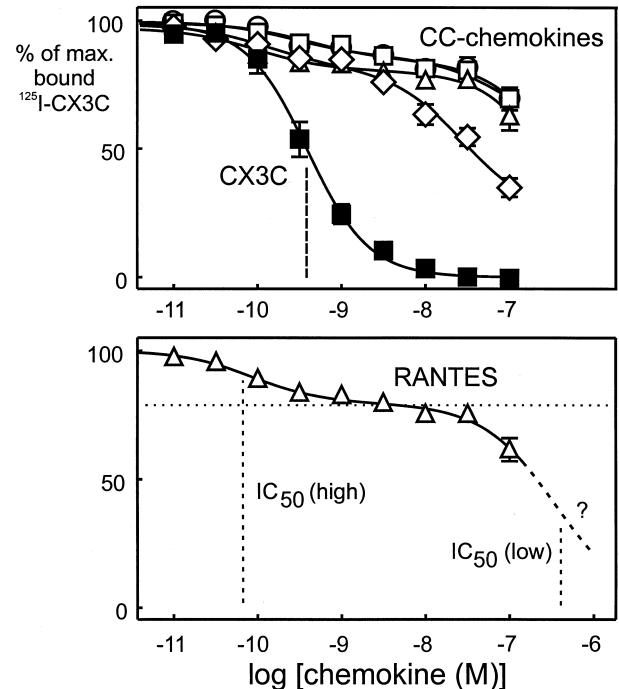 100
% of max.
bound
¹²⁵I-CX3C
CC-chemokines
50
CX3C
0
-11 -10 -9 -8 -7
100
RANTES
50
IC50 (high)
?
IC50 (low)
0
-11 -10 -9 -8 -7 -6
log [chemokine (M)]